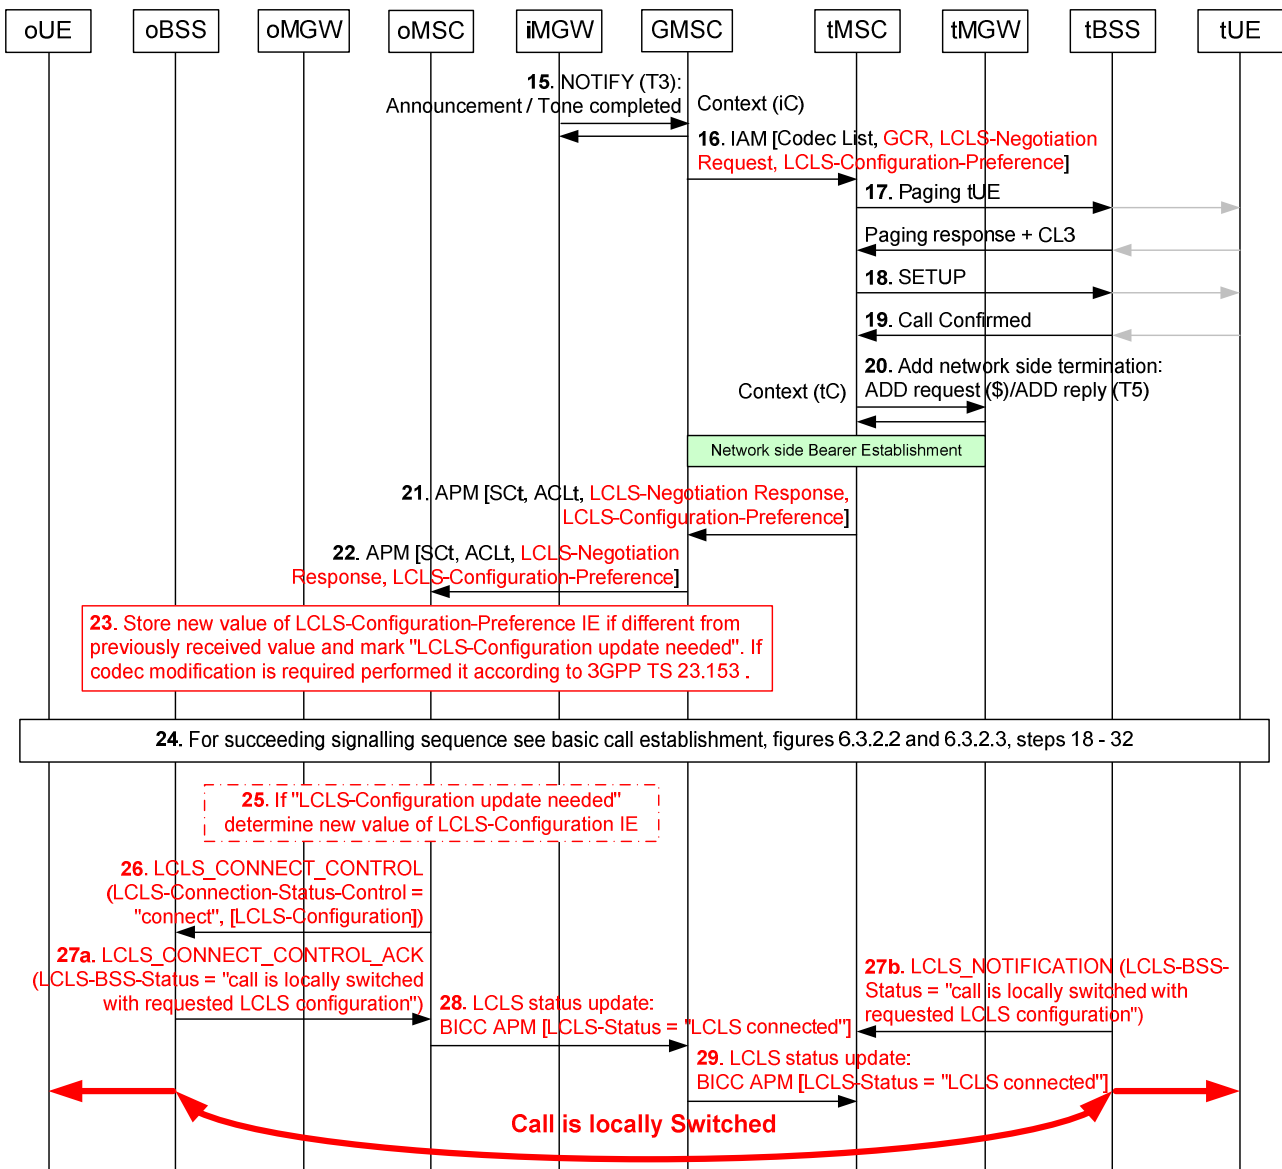 oUE oBSS oMGW oMSC iMGW GMSC tMSC tMGW tBSS tUE
15. NOTIFY (T3):
Announcement / Tone completed
Context (iC)
16. IAM [Codec List, GCR, LCLS-Negotiation
Request, LCLS-Configuration-Preference]
17. Paging tUE
Paging response + CL3
18. SETUP
19. Call Confirmed
20. Add network side termination:
ADD request ($)/ADD reply (T5)
Context (tC)
Network side Bearer Establishment
21. APM [SCt, ACLt, LCLS-Negotiation Response,
LCLS-Configuration-Preference]
22. APM [SCt, ACLt, LCLS-Negotiation
Response, LCLS-Configuration-Preference]
23. Store new value of LCLS-Configuration-Preference IE if different from
previously received value and mark "LCLS-Configuration update needed". If
codec modification is required performed it according to 3GPP TS 23.153 .
24. For succeeding signalling sequence see basic call establishment, figures 6.3.2.2 and 6.3.2.3, steps 18 - 32
25. If "LCLS-Configuration update needed"
determine new value of LCLS-Configuration IE
26. LCLS_CONNECT_CONTROL
(LCLS-Connection-Status-Control =
"connect", [LCLS-Configuration])
27a. LCLS_CONNECT_CONTROL_ACK
(LCLS-BSS-Status = "call is locally switched
with requested LCLS configuration")
27b. LCLS_NOTIFICATION (LCLS-BSS-
Status = "call is locally switched with
requested LCLS configuration")
28. LCLS status update:
BICC APM [LCLS-Status = "LCLS connected"]
29. LCLS status update:
BICC APM [LCLS-Status = "LCLS connected"]
Call is locally Switched